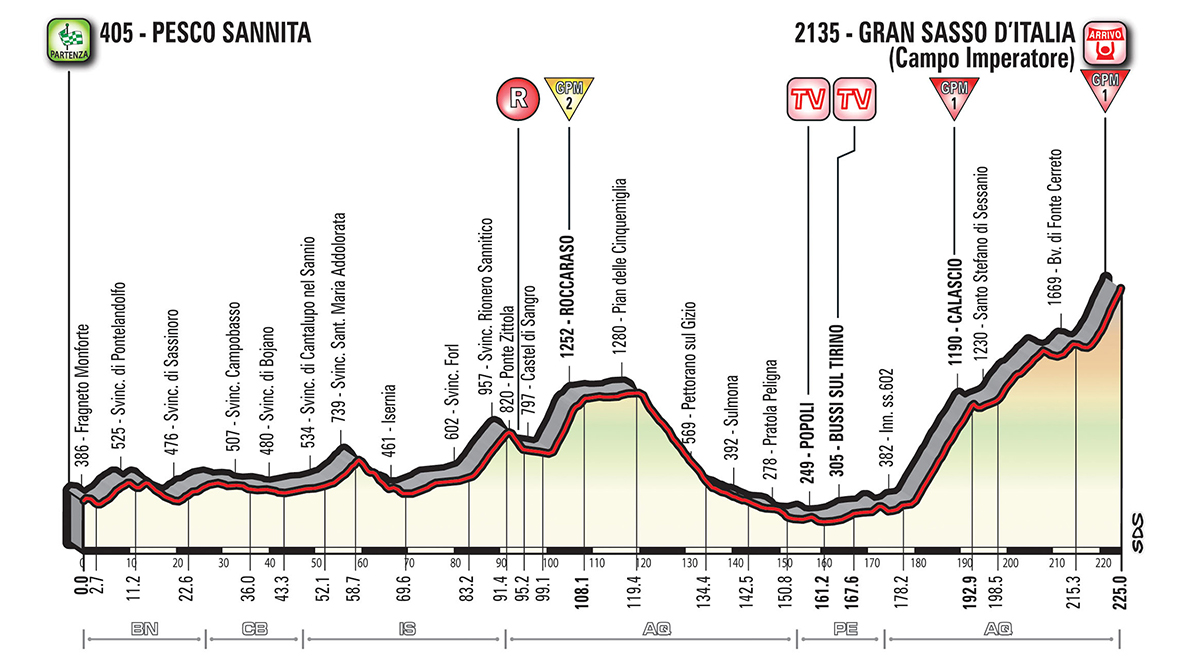 405 - PESCO SANNITA
PARTENZA
2135 - GRAN SASSO D'ITALIA
(Campo Imperatore)
ARRIVO
R
GPM
2
TV
TV
GPM
1
GPM
1
386 - Fragneto Monforte
525 - Svinc. di Pontelandolfo
476 - Svinc. di Sassinoro
507 - Svinc. Campobasso
480 - Svinc. di Bojano
534 - Svinc. di Cantalupo nel Sannio
739 - Svinc. Sant. Maria Addolorata
461 - Isernia
602 - Svinc. Forl
957 - Svinc. Rionero Sannitico
820 - Ponte Zittola
797 - Castel di Sangro
1252 - ROCCARASO
1280 - Pian delle Cinquemiglia
569 - Pettorano sul Gizio
392 - Sulmona
278 - Pratola Peligna
249 - POPOLI
305 - BUSSI SUL TIRINO
382 - Inn. ss.602
1190 - CALASCIO
1230 - Santo Stefano di Sessanio
1669 - Bv. di Fonte Cerreto
SDS
0 10 20 30 40 50 60 70 80 90 100 110 120 130 140 150 160 170 180 190 200 210 220
0.0 2.7 11.2 22.6 36.0 43.3 52.1 58.7 69.6 83.2 91.4 95.2 99.1 108.1 119.4 134.4 142.5 150.8 161.2 167.6 178.2 192.9 198.5 215.3 225.0
BN CB IS AQ PE AQ